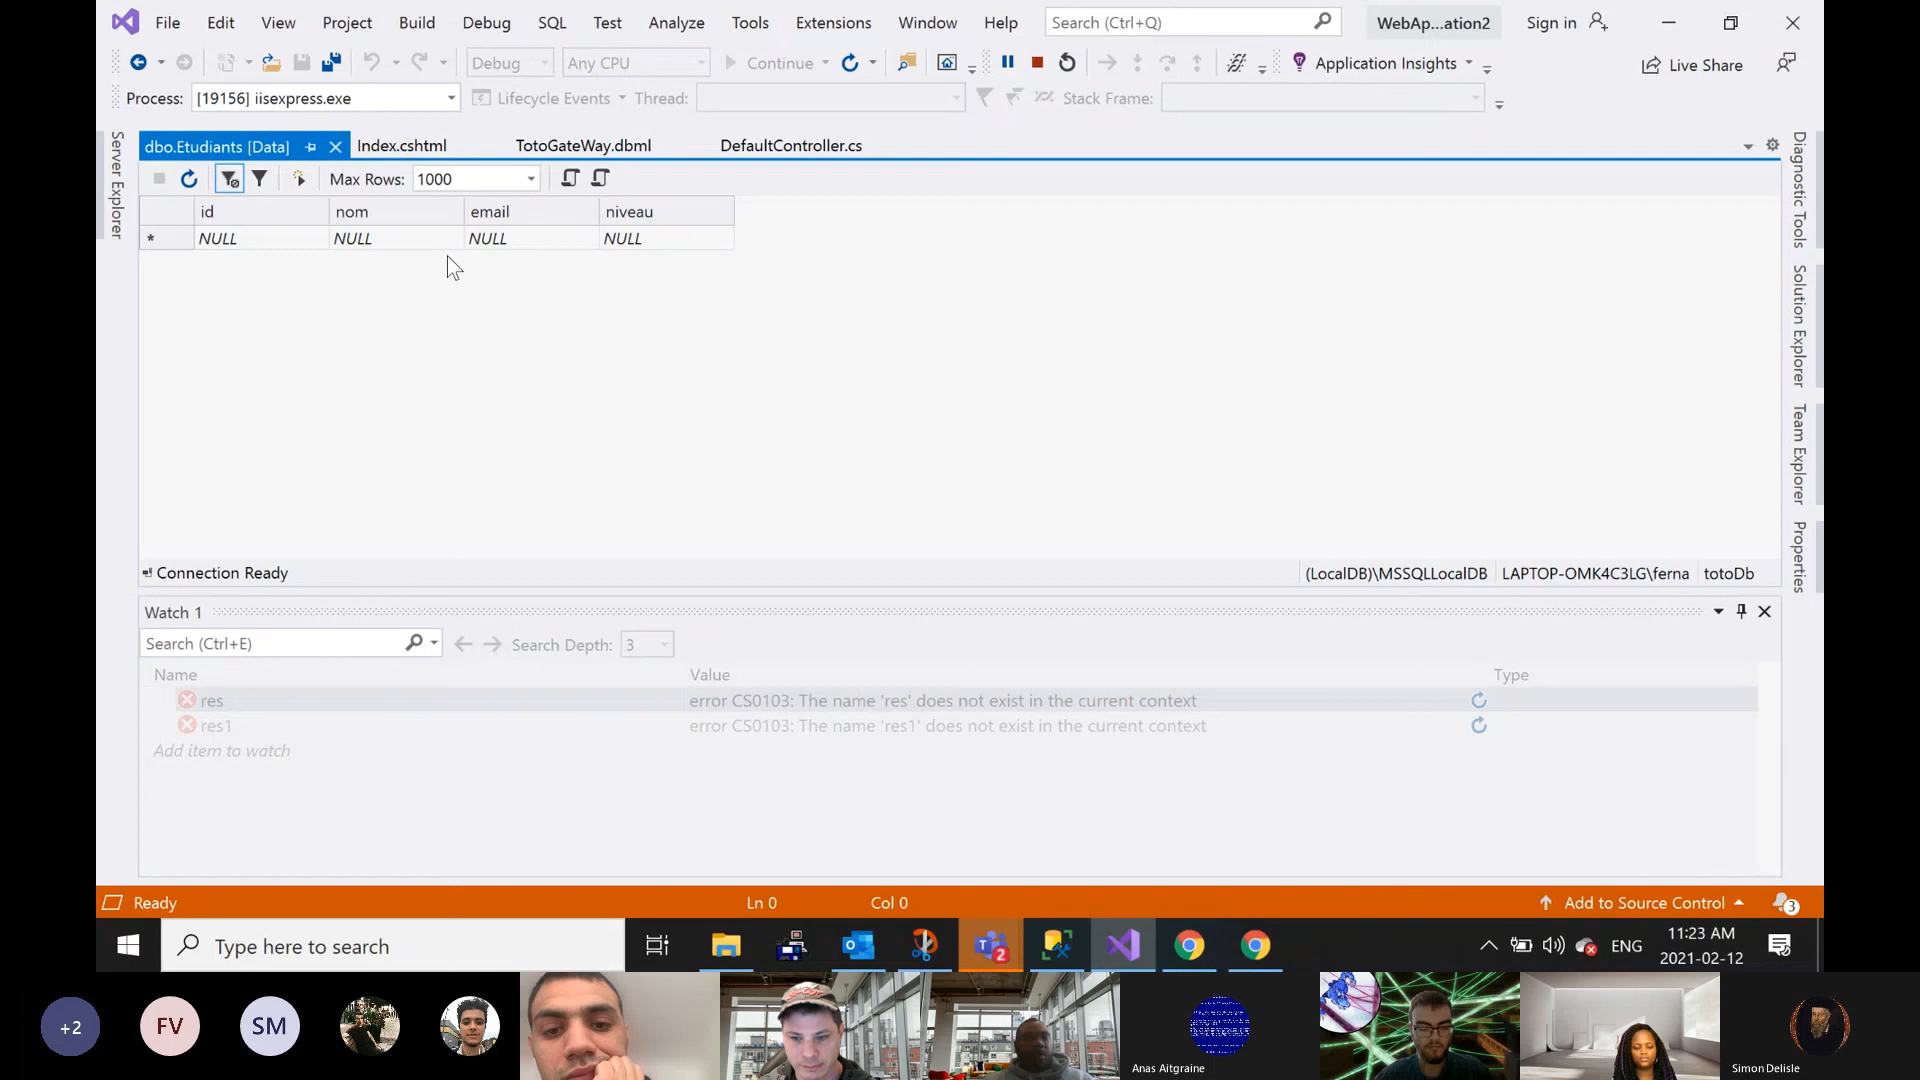 File Edit View Project Build Debug SQL Test Analyze Tools Extensions Window Help Search (Ctrl+Q) WebAp...ation2 Sign in
Debug Any CPU Continue Application Insights Live Share
Process: [19156] iisexpress.exe Lifecycle Events Thread: Stack Frame:
Server Explorer
dbo.Etudiants [Data] Index.cshtml TotoGateWay.dbml DefaultController.cs
Max Rows: 1000
id nom email niveau
* NULL NULL NULL NULL
Diagnostic Tools
Solution Explorer
Team Explorer
Properties
Connection Ready (LocalDB)\MSSQLLocalDB LAPTOP-OMK4C3LG\ferna totoDb
Watch 1
Search (Ctrl+E) Search Depth: 3
Name Value Type
res error CS0103: The name 'res' does not exist in the current context
res1 error CS0103: The name 'res1' does not exist in the current context
Add item to watch
Ready Ln 0 Col 0 Add to Source Control 3
Type here to search 2 ENG 11:23 AM
2021-02-12
+2 FV SM
Anas Aitgraine Simon Delisle